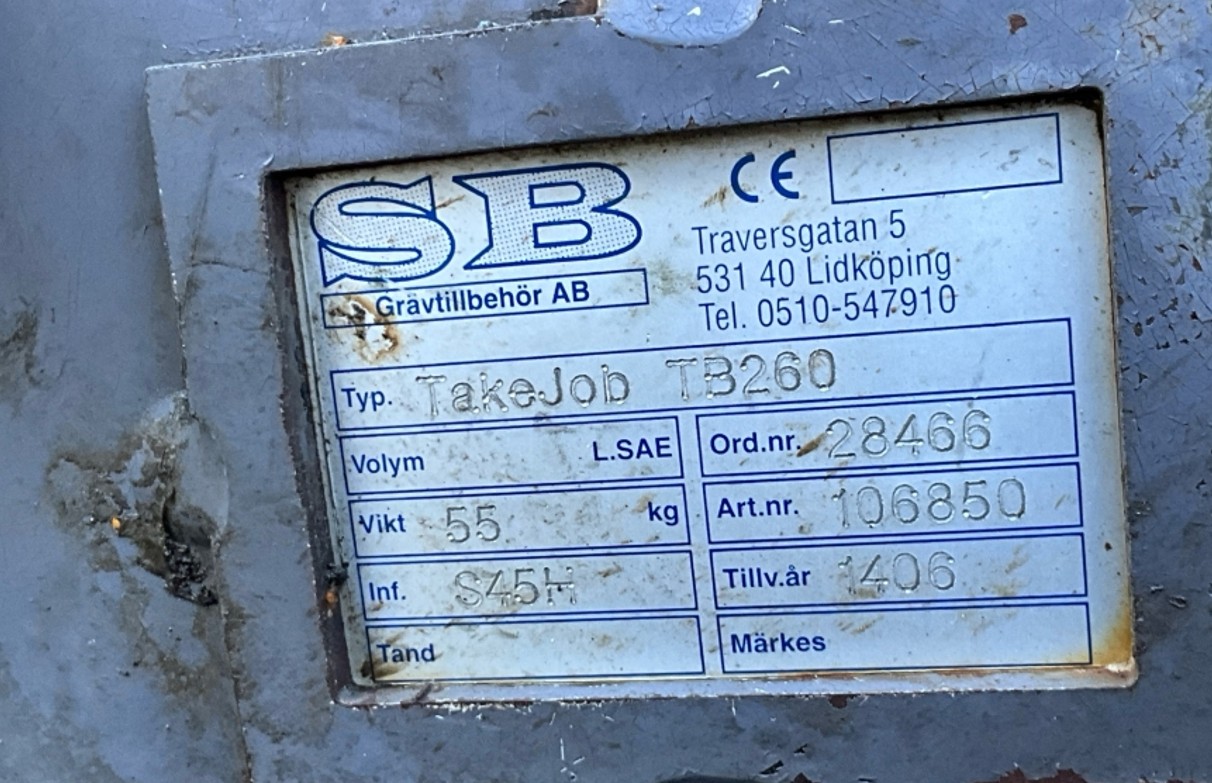 SB
Grävtillbehör AB
CE
Traversgatan 5
531 40 Lidköping
Tel. 0510-547910
Typ. TakeJob TB260
Volym L.SAE
Ord.nr. 28466
Vikt 55 kg
Art.nr. 106850
Inf. S45H
Tillv.år 1406
Tand
Märkes